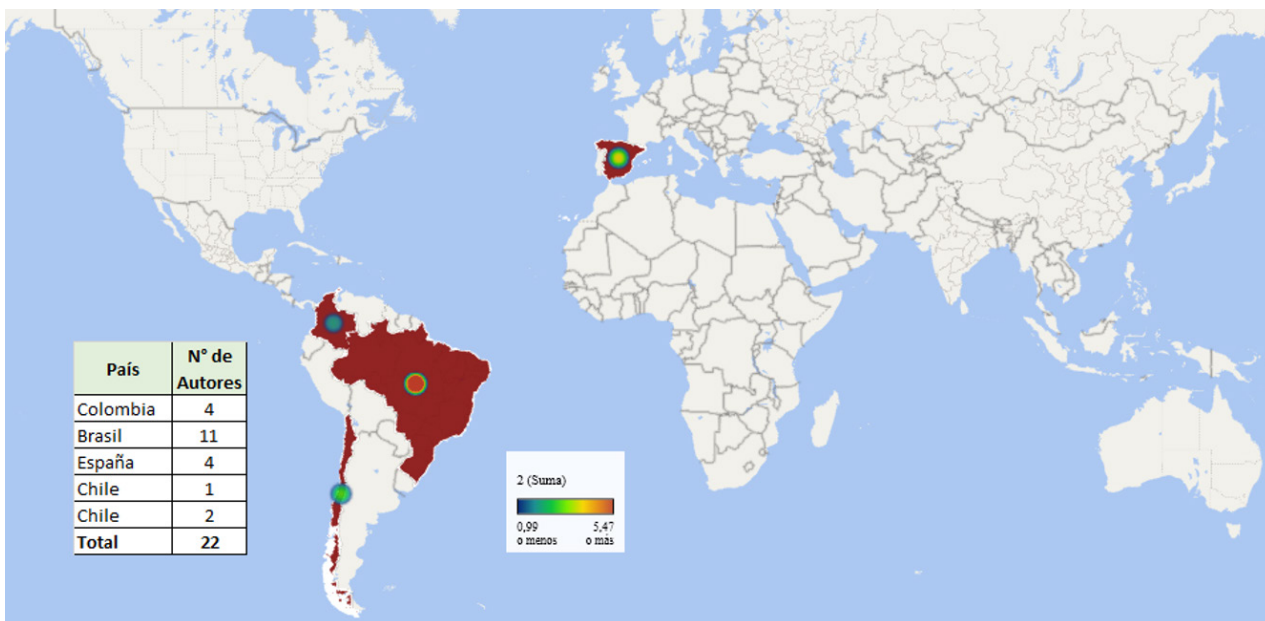 País N° de Autores
Colombia 4
Brasil 11
España 4
Chile 1
Chile 2
Total 22
2 (Suma)
0,99 5,47
o menos o más